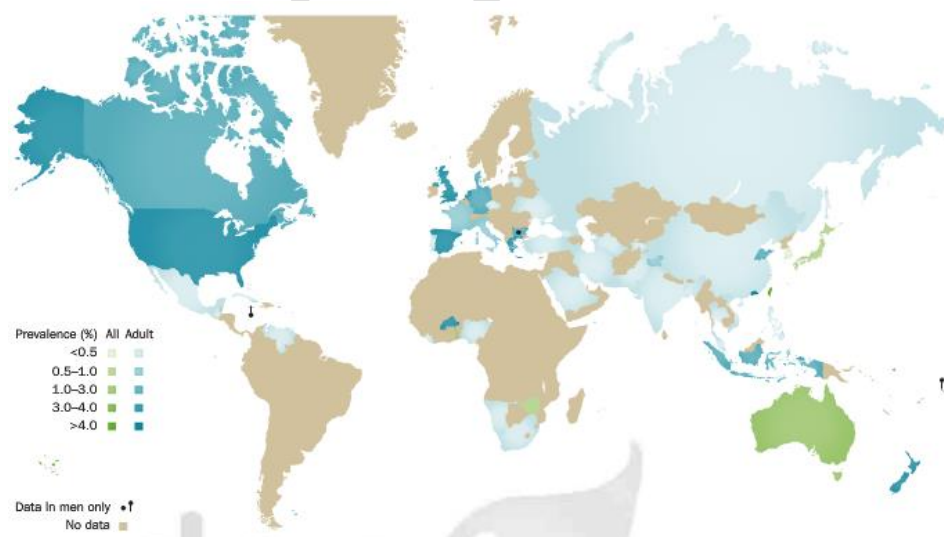 Prevalence (%) All Adult
<0.5
0.5–1.0
1.0–3.0
3.0–4.0
>4.0
Data in men only
No data